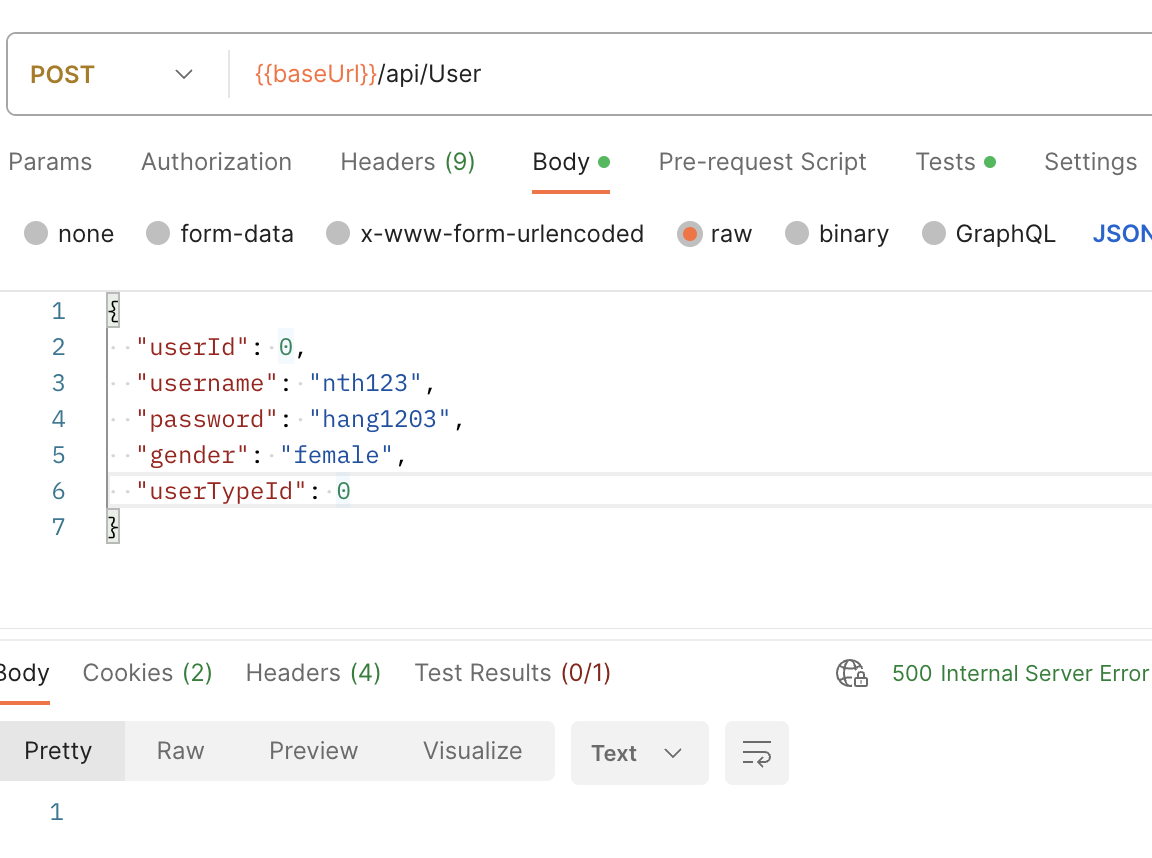 POST {{baseUrl}}/api/User
Params Authorization Headers (9) Body Pre-request Script Tests Settings
none form-data x-www-form-urlencoded raw binary GraphQL JSON
1 {
2 "userId": 0,
3 "username": "nth123",
4 "password": "hang1203",
5 "gender": "female",
6 "userTypeId": 0
7 }
Body Cookies (2) Headers (4) Test Results (0/1) 500 Internal Server Error
Pretty Raw Preview Visualize Text
1